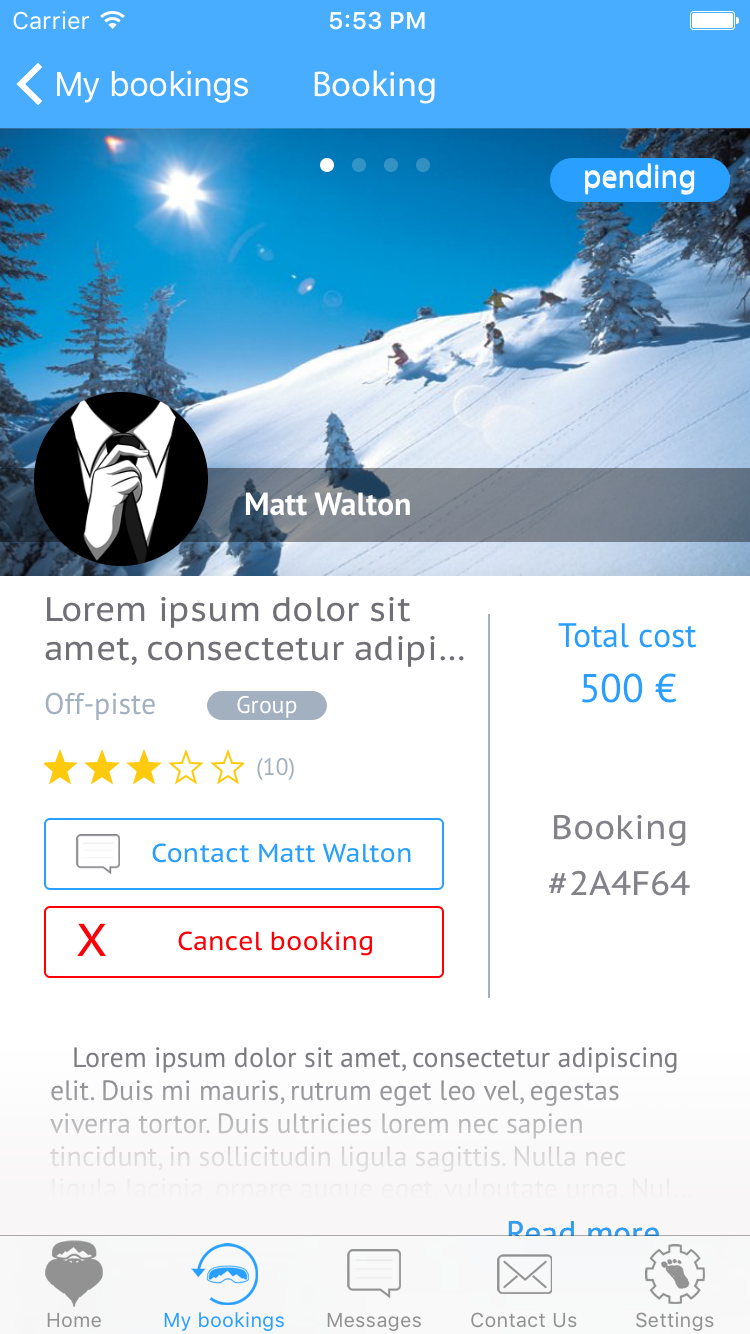 Carrier 5:53 PM
My bookings Booking
pending
Matt Walton
Lorem ipsum dolor sit
amet, consectetur adipi...
Off-piste Group
(10)
Contact Matt Walton
X Cancel booking
Total cost
500 €
Booking
#2A4F64
Lorem ipsum dolor sit amet, consectetur adipiscing
elit. Duis mi mauris, rutrum eget leo vel, egestas
viverra tortor. Duis ultricies lorem nec sapien
tincidunt, in sollicitudin ligula sagittis. Nulla nec
ligula lacinia, ornare augue eget, vulputate urna. Nul
Read more
Home My bookings Messages Contact Us Settings